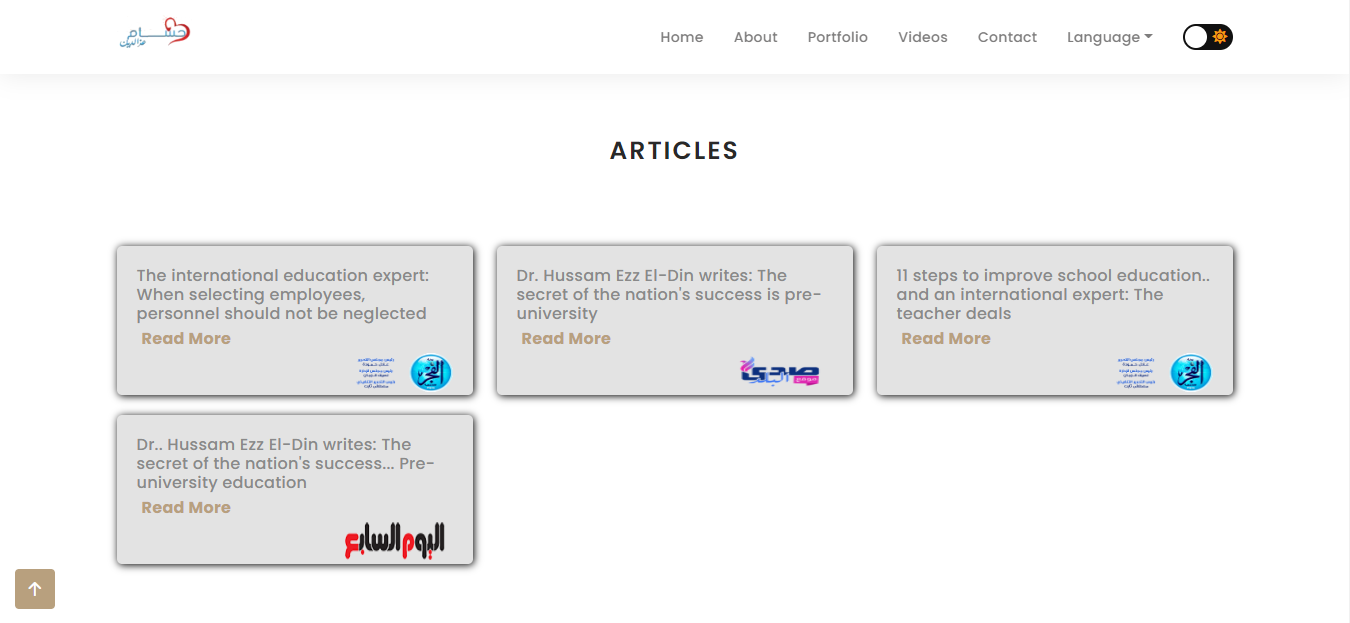 حسام
عز الدين
Home About Portfolio Videos Contact Language
ARTICLES
The international education expert:
When selecting employees,
personnel should not be neglected
Read More
الفجر
Dr. Hussam Ezz El-Din writes: The
secret of the nation's success is pre-
university
Read More
صدى
البلد
موقع
11 steps to improve school education..
and an international expert: The
teacher deals
Read More
الفجر
Dr.. Hussam Ezz El-Din writes: The
secret of the nation's success... Pre-
university education
Read More
اليوم السابع